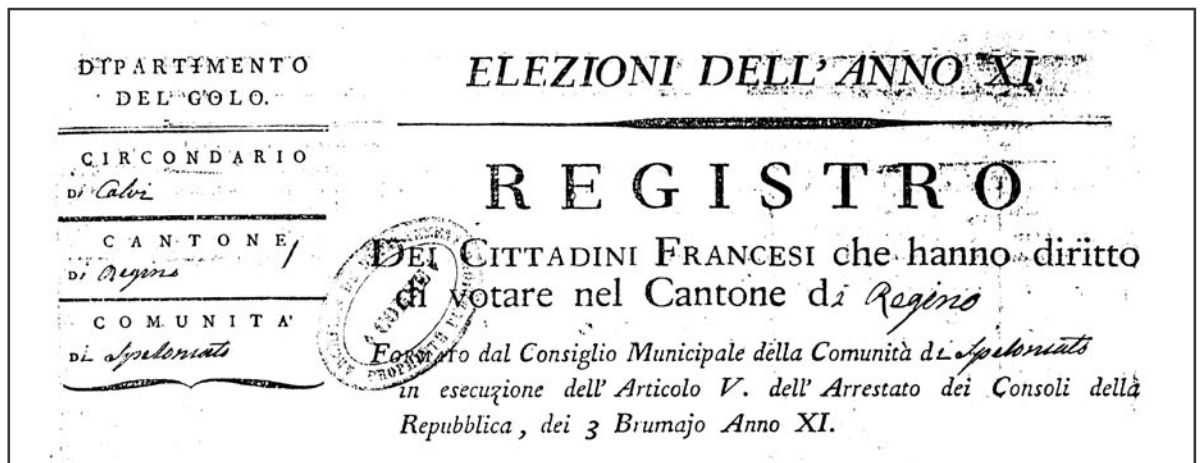 DIPARTIMENTO
DEL GOLO.
CIRCONDARIO
DI Calvi
CANTONE
DI Regino
COMUNITA'
DI Speloncato
ELEZIONI DELL' ANNO XI.
REGISTRO
DEI CITTADINI FRANCESI che hanno diritto
di votare nel Cantone di Regino
Formato dal Consiglio Municipale della Comunità di Speloncato
in esecuzione dell' Articolo V. dell' Arrestato dei Consoli della
Repubblica, dei 3 Brumajo Anno XI.
PROPRIETE